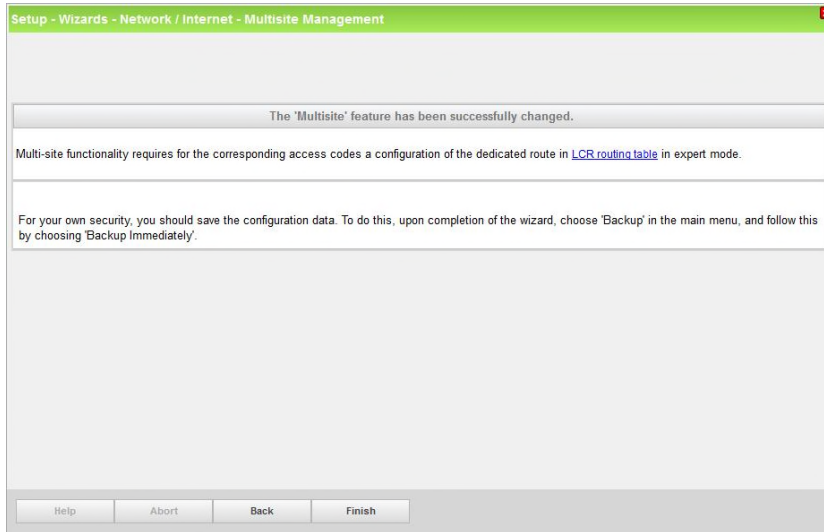 Setup - Wizards - Network / Internet - Multisite Management
The 'Multisite' feature has been successfully changed.
Multi-site functionality requires for the corresponding access codes a configuration of the dedicated route in LCR routing table in expert mode.
For your own security, you should save the configuration data. To do this, upon completion of the wizard, choose 'Backup' in the main menu, and follow this
by choosing 'Backup Immediately'.
Help Abort Back Finish